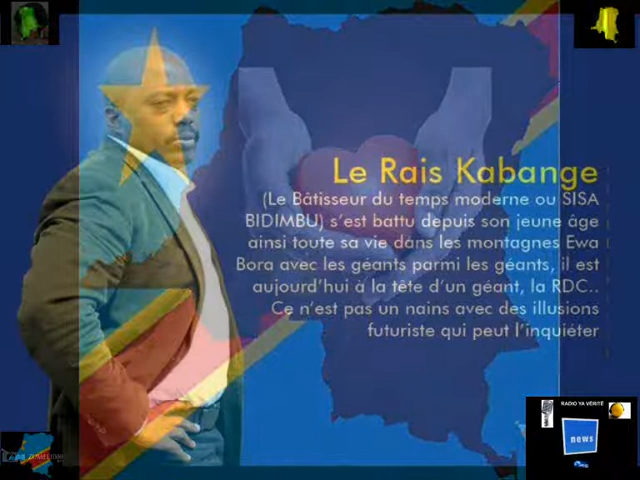 Le Rais Kabange
(Le Bâtisseur du temps moderne ou SISA
BIDIMBU) s'est battu depuis son jeune âge
ainsi toute sa vie dans les montagnes Ewa
Bora avec les géants parmi les géants, il est
aujourd'hui à la tête d'un géant, la RDC..
Ce n'est pas un nains avec des illusions
futuriste qui peut l'inquiéter
RADIO YA VÉRITÉ
news